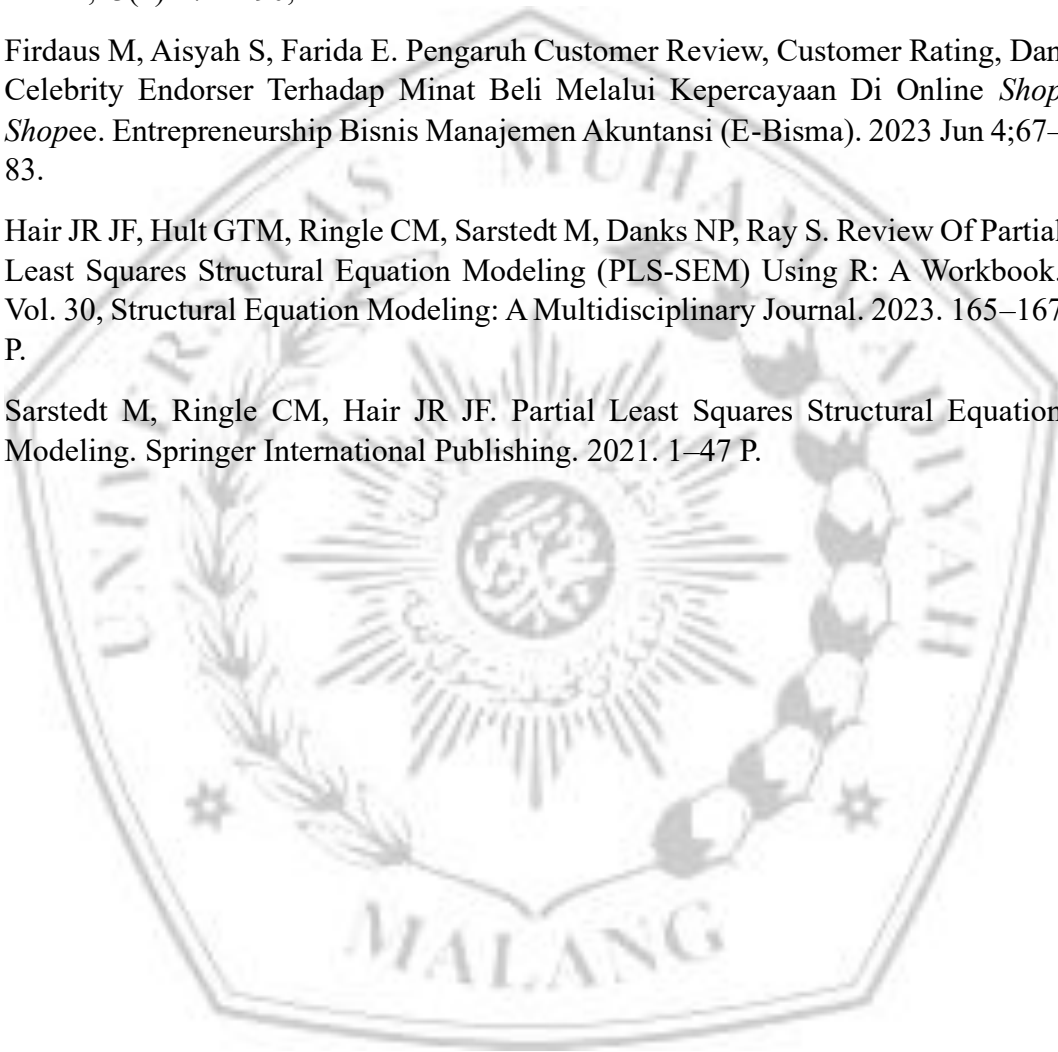 Firdaus M, Aisyah S, Farida E. Pengaruh Customer Review, Customer Rating, Dan
Celebrity Endorser Terhadap Minat Beli Melalui Kepercayaan Di Online Shop
Shopee. Entrepreneurship Bisnis Manajemen Akuntansi (E-Bisma). 2023 Jun 4;67–
83.
Hair JR JF, Hult GTM, Ringle CM, Sarstedt M, Danks NP, Ray S. Review Of Partial
Least Squares Structural Equation Modeling (PLS-SEM) Using R: A Workbook.
Vol. 30, Structural Equation Modeling: A Multidisciplinary Journal. 2023. 165–167
P.
Sarstedt M, Ringle CM, Hair JR JF. Partial Least Squares Structural Equation
Modeling. Springer International Publishing. 2021. 1–47 P.
UNIVERSITAS MUHAMMADIYAH
MALANG